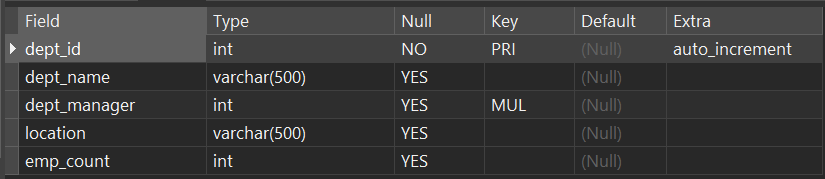 Field Type Null Key Default Extra
dept_id int NO PRI (Null) auto_increment
dept_name varchar(500) YES (Null)
dept_manager int YES MUL (Null)
location varchar(500) YES (Null)
emp_count int YES (Null)